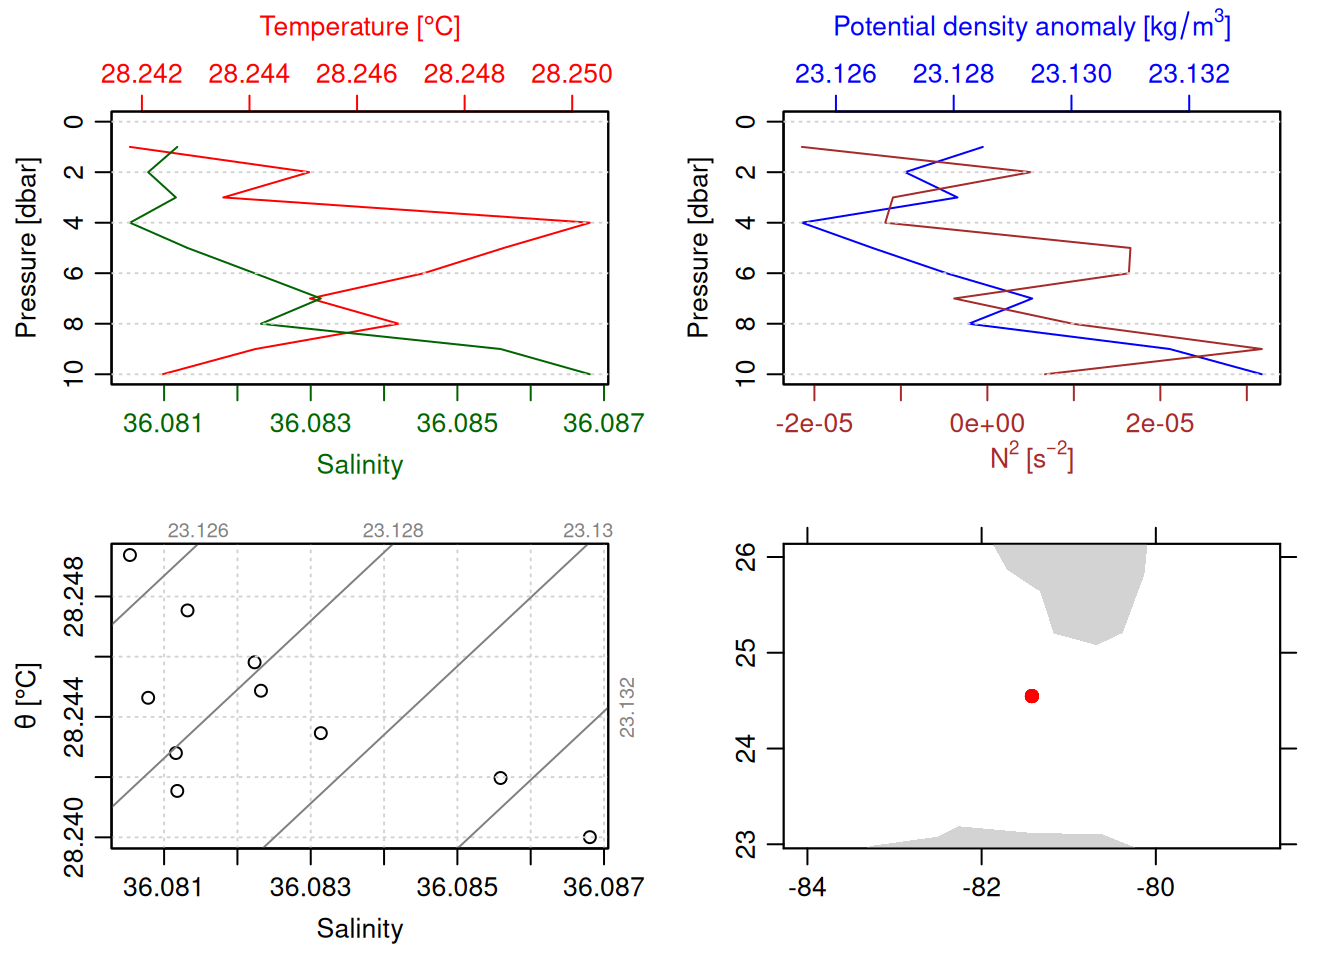 Temperature [°C]
28.242 28.244 28.246 28.248 28.250
Pressure [dbar]
0
2
4
6
8
10
36.081 36.083 36.085 36.087
Salinity
Potential density anomaly [kg/m³]
23.126 23.128 23.130 23.132
Pressure [dbar]
0
2
4
6
8
10
-2e-05 0e+00 2e-05
N² [s⁻²]
23.126 23.128 23.13
23.132
θ [°C]
28.248
28.244
28.240
36.081 36.083 36.085 36.087
Salinity
26
25
24
23
-84 -82 -80